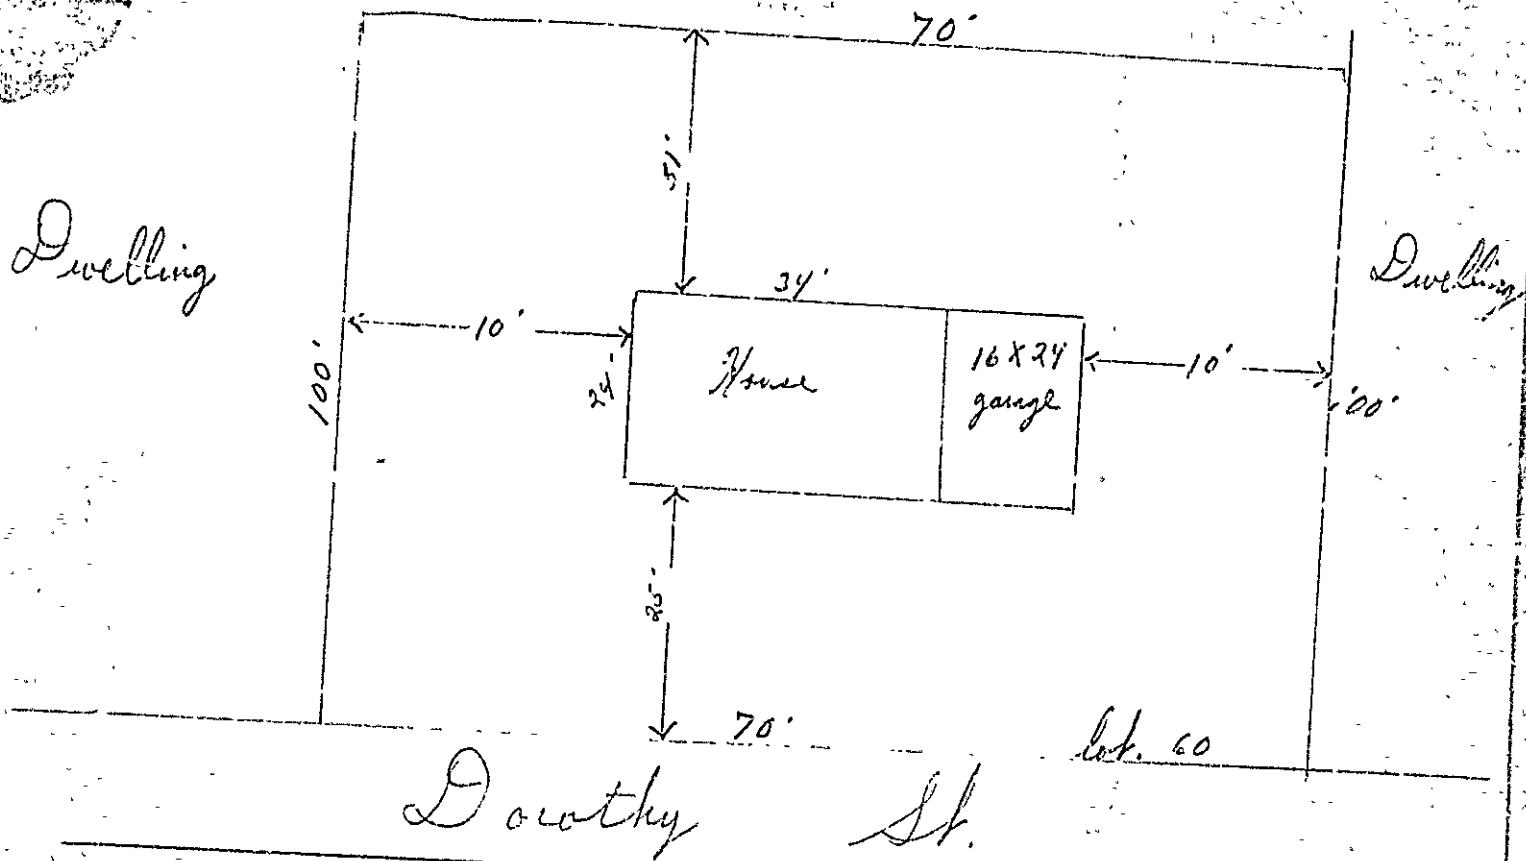 70'
51'
Dwelling
Dwelling
34'
10'
House
16 X 24
garage
10'
24'
100'
'00'
25'
70'
lot. 60
Dorothy St.